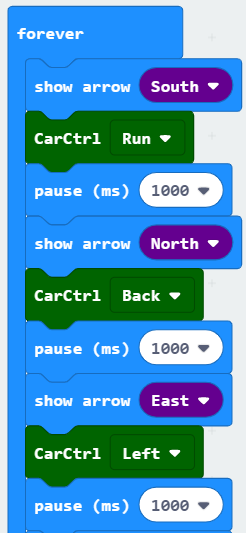 forever
show arrow South
CarCtrl Run
pause (ms) 1000
show arrow North
CarCtrl Back
pause (ms) 1000
show arrow East
CarCtrl Left
pause (ms) 1000